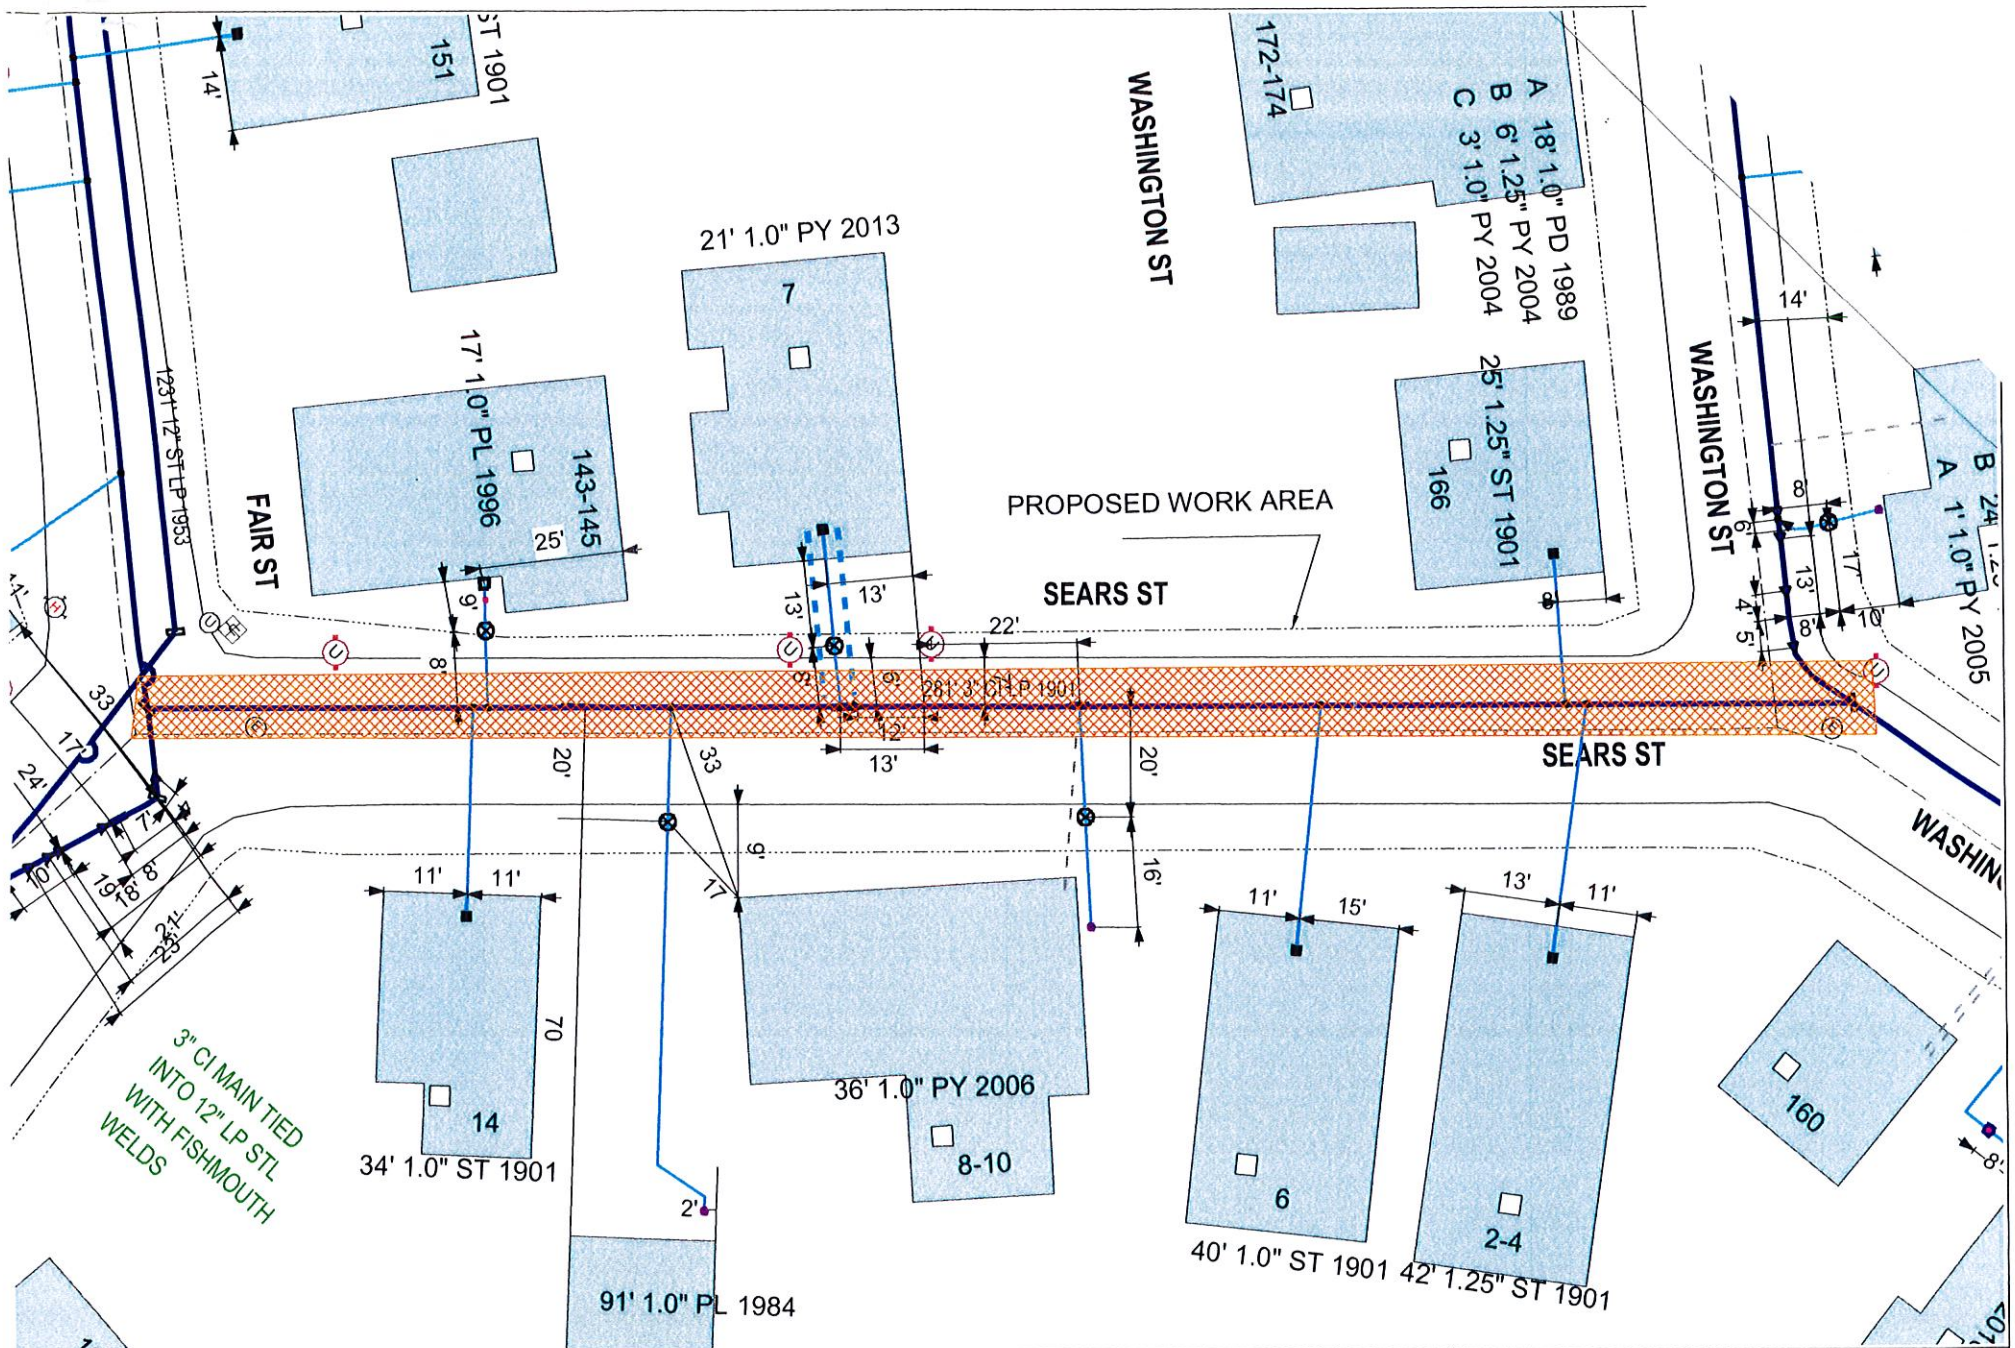 151
ST 1901
14'
WASHINGTON ST
172-174
A 18' 1.0" PD 1989
B 6' 1.25" PY 2004
C 3' 1.0" PY 2004
21' 1.0" PY 2013
7
14'
1231' 12" ST LP 1953
FAIR ST
17' 1.0" PL 1996
143-145
25'
9'
8'
PROPOSED WORK AREA
SEARS ST
13'
13'
22'
166
25' 1.25" ST 1901
8'
WASHINGTON ST
8'
6'
13'
17'
4'
5'
8'
10'
A 1' 1.0" PY 2005
U
E
H
U
U
U
U
6'
281' 3" CI LP 1901
12'
13'
E
E
SEARS ST
33
17'
24'
7'
8'
18'
19'
10'
21'
23'
20'
33
17
9'
20'
16'
11'
11'
11'
15'
13'
11'
WASHING
3" CI MAIN TIED
INTO 12" LP STL
WITH FISHMOUTH
WELDS
14
34' 1.0" ST 1901
70
2'
91' 1.0" PL 1984
36' 1.0" PY 2006
8-10
6
40' 1.0" ST 1901
2-4
42' 1.25" ST 1901
160
8'